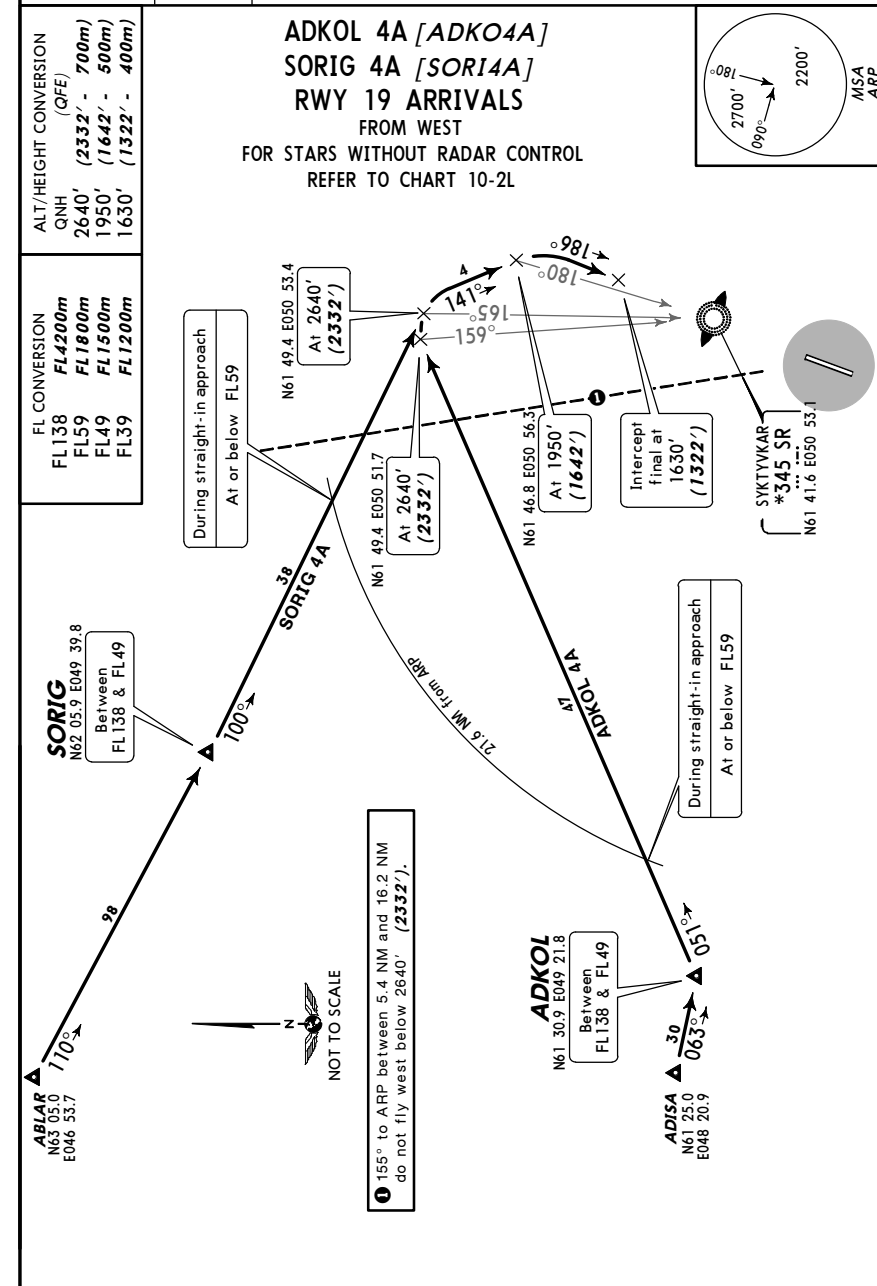 ADKOL 4A [ADKO4A]
SORIG 4A [SORI4A]
RWY 19 ARRIVALS
FROM WEST
FOR STARS WITHOUT RADAR CONTROL
REFER TO CHART 10-2L
ALT/HEIGHT CONVERSION
QNH (QFE)
2640' (2332' - 700m)
1950' (1642' - 500m)
1630' (1322' - 400m)
FL CONVERSION
FL138 FL4200m
FL59 FL1800m
FL49 FL1500m
FL39 FL1200m
180°
2700'
2200'
090°
MSA
ARP
N61 49.4 E050 53.4
At 2640'
(2332')
4
141°
186°
180°
165°
159°
During straight-in approach
At or below FL59
N61 49.4 E050 51.7
At 2640'
(2332')
N61 46.8 E050 56.3
At 1950'
(1642')
1
Intercept
final at
1630'
(1322')
SYKTYVKAR
*345 SR
N61 41.6 E050 53.1
38
SORIG 4A
SORIG
N62 05.9 E049 39.8
Between
FL138 & FL49
100°
21.6 NM from ARP
47
ADKOL 4A
During straight-in approach
At or below FL59
98
110°
ABLAR
N63 05.0
E046 53.7
N
NOT TO SCALE
1 155° to ARP between 5.4 NM and 16.2 NM
do not fly west below 2640' (2332').
ADKOL
N61 30.9 E049 21.8
Between
FL138 & FL49
051°
30
063°
ADISA
N61 25.0
E048 20.9